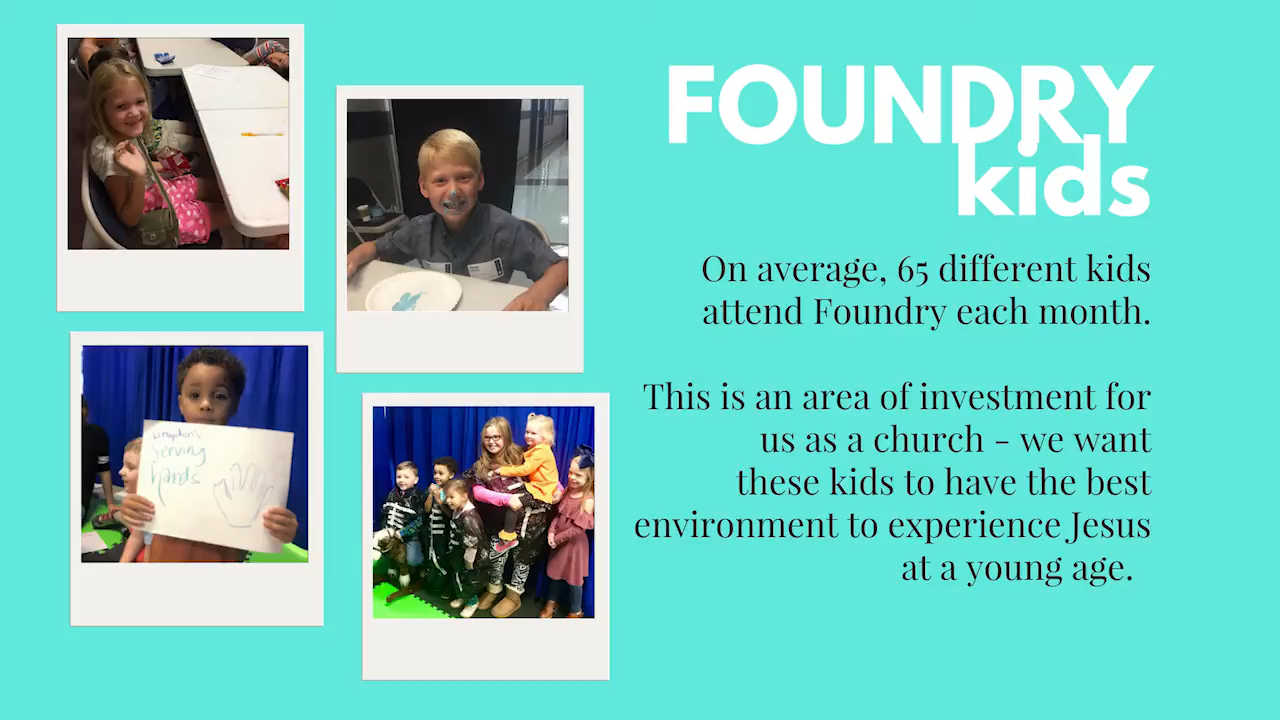 FOUNDRY
kids
On average, 65 different kids
attend Foundry each month.
This is an area of investment for
us as a church - we want
these kids to have the best
environment to experience Jesus
at a young age.
serving
hands